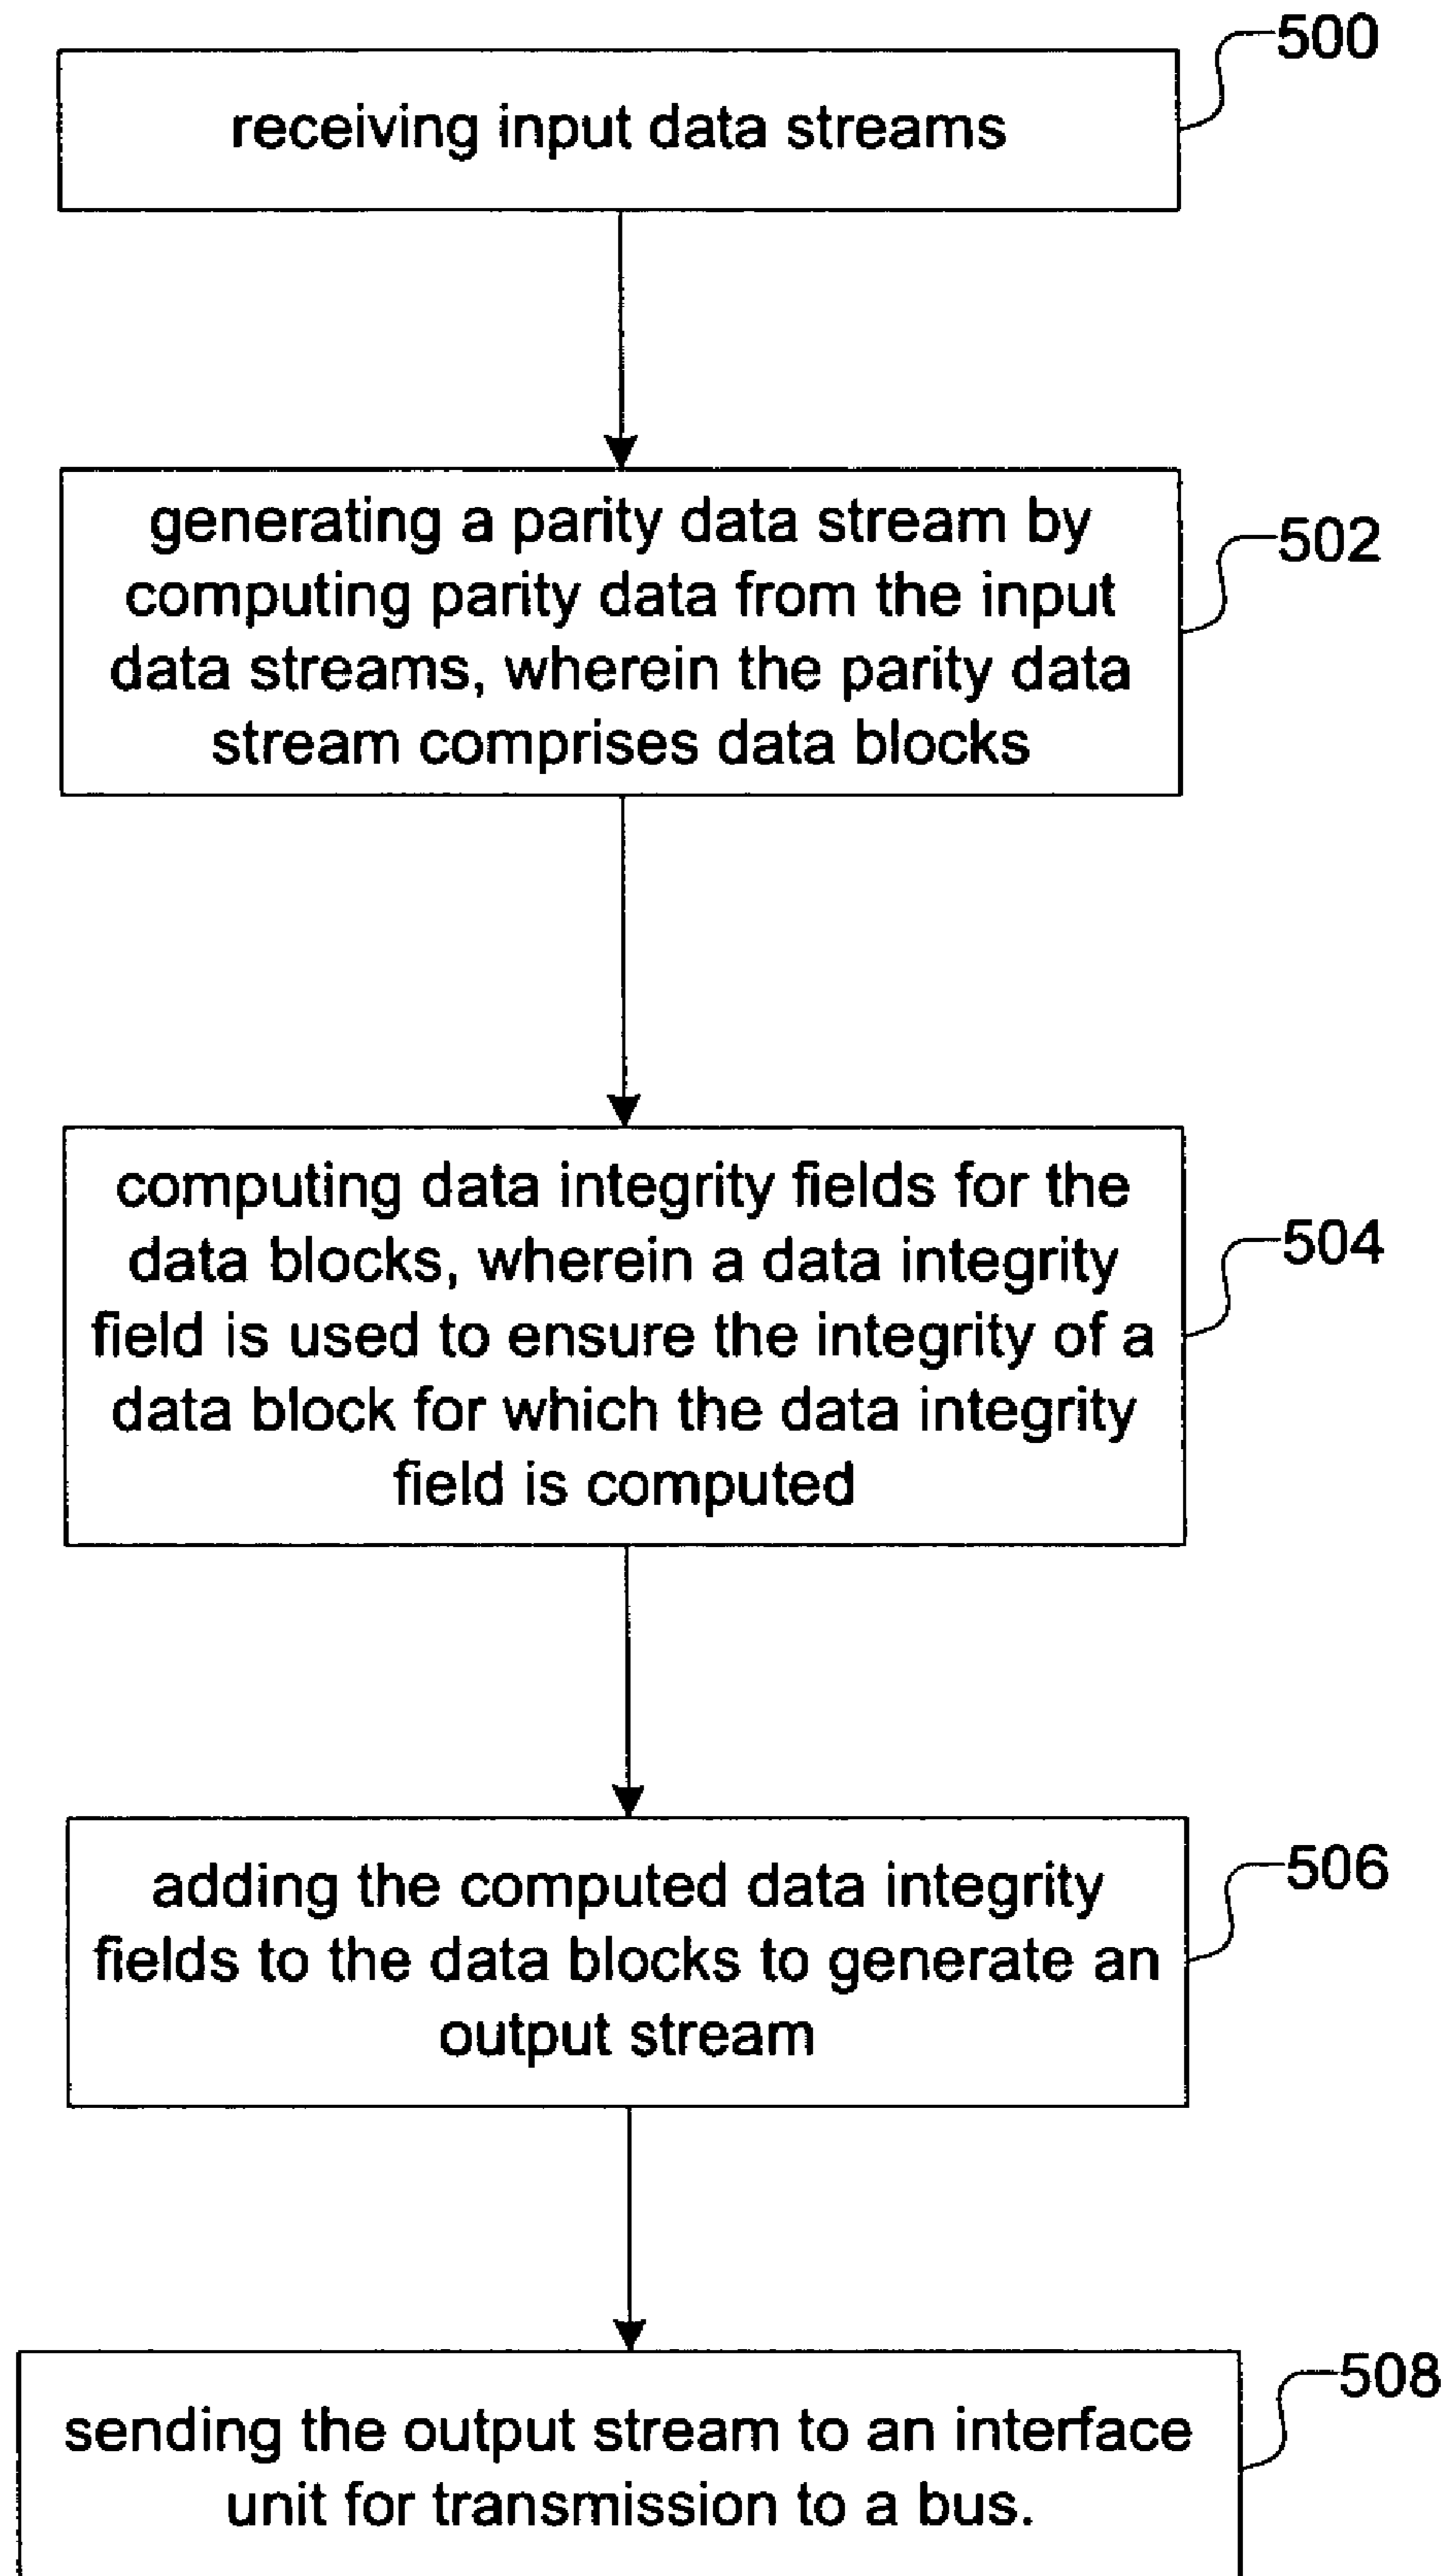 500
receiving input data streams
502
generating a parity data stream by
computing parity data from the input
data streams, wherein the parity data
stream comprises data blocks
504
computing data integrity fields for the
data blocks, wherein a data integrity
field is used to ensure the integrity of a
data block for which the data integrity
field is computed
506
adding the computed data integrity
fields to the data blocks to generate an
output stream
508
sending the output stream to an interface
unit for transmission to a bus.